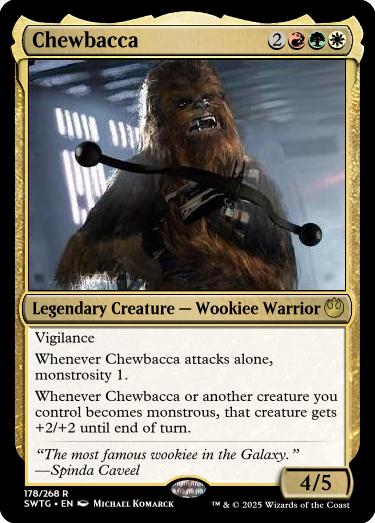 Chewbacca 2
Legendary Creature — Wookiee Warrior
Vigilance
Whenever Chewbacca attacks alone,
monstrosity 1.
Whenever Chewbacca or another creature you
control becomes monstrous, that creature gets
+2/+2 until end of turn.
“The most famous wookiee in the Galaxy.”
—Spinda Caveel
4/5
178/268 R
SWTG • EN Michael Komarck ™ & © 2025 Wizards of the Coast